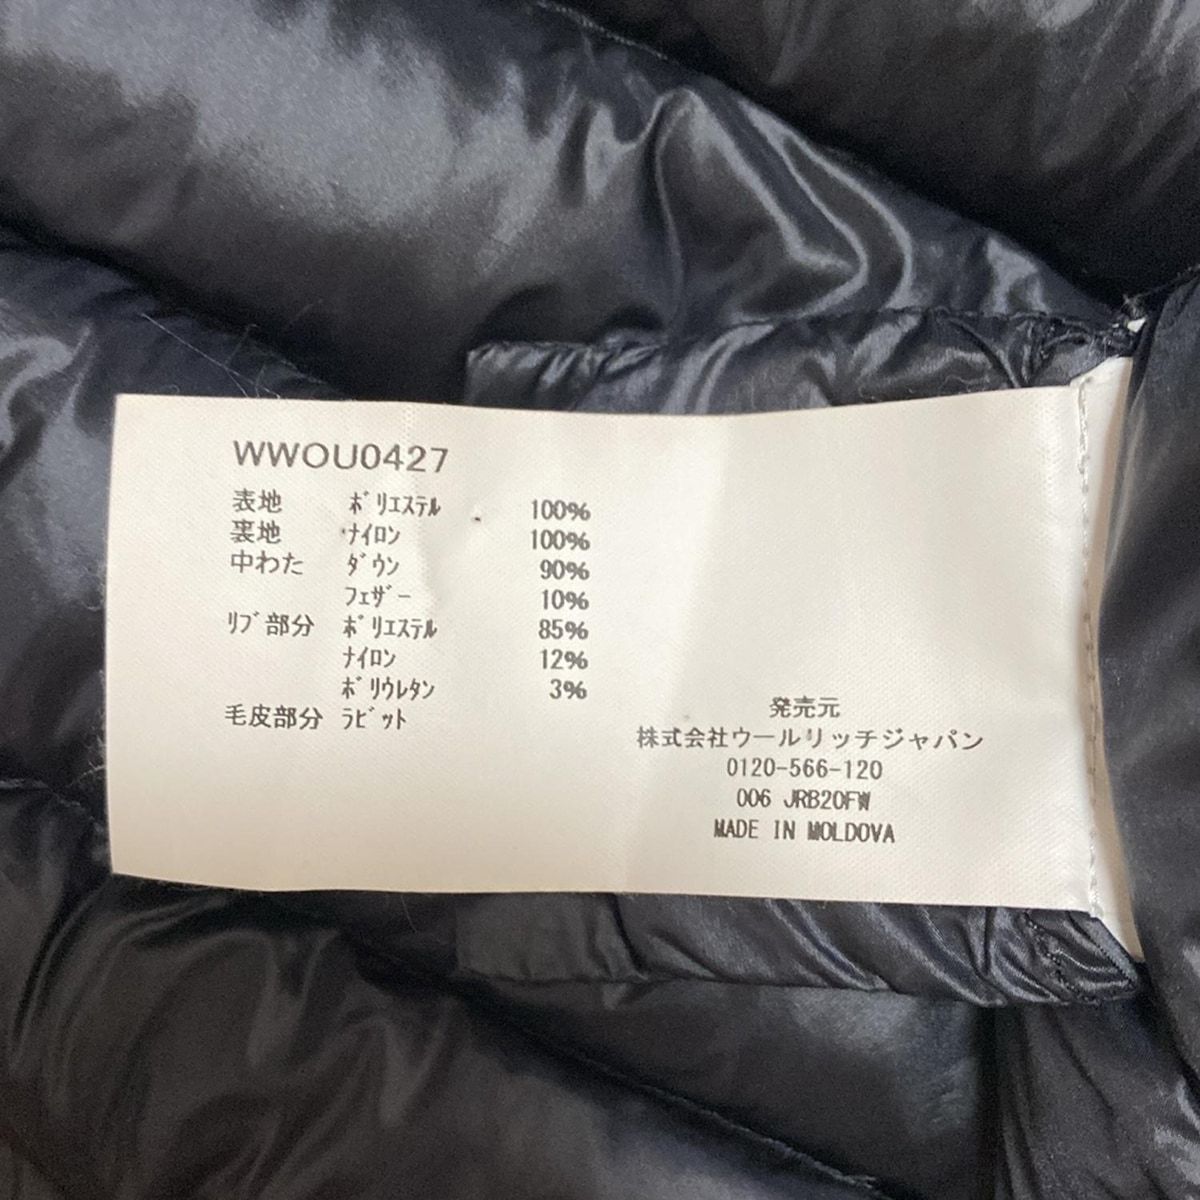 WWOU0427
表地 ポリエステル 100%
裏地 ナイロン 100%
中わた ダウン 90%
フェザー 10%
リブ部分 ポリエステル 85%
ナイロン 12%
ポリウレタン 3%
毛皮部分 ラビット
発売元
株式会社ウールリッチジャパン
0120-566-120
006 JRB20FW
MADE IN MOLDOVA